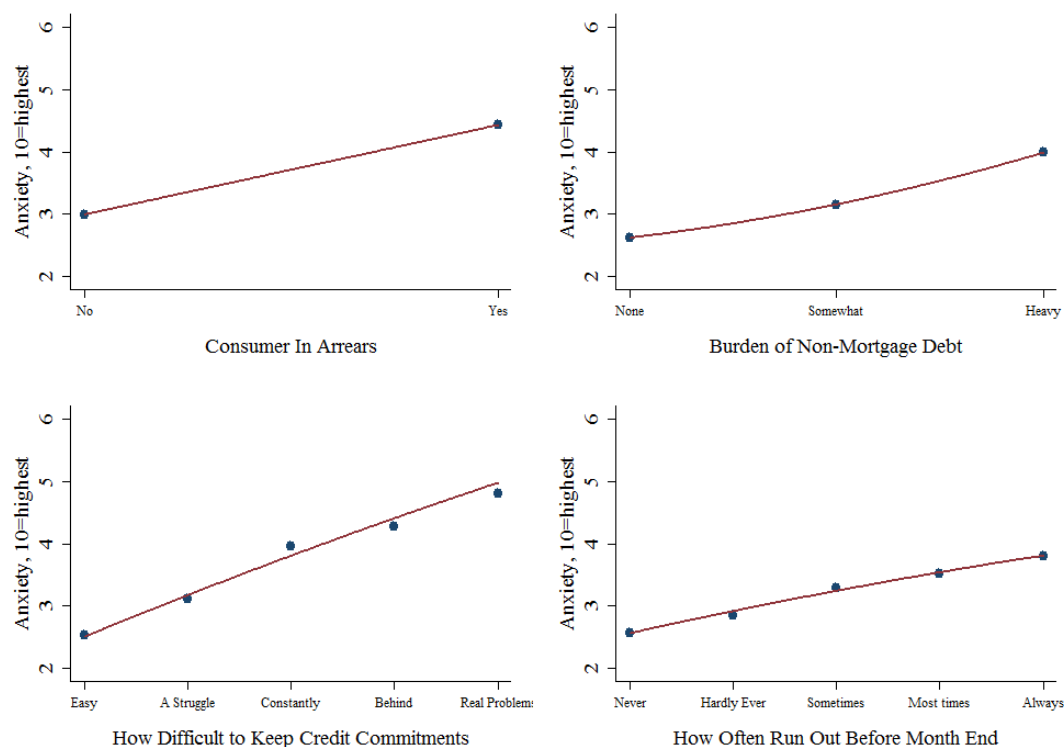 Anxiety, 10=highest
6
5
4
3
2
No Yes
Consumer In Arrears
Anxiety, 10=highest
6
5
4
3
2
None Somewhat Heavy
Burden of Non-Mortgage Debt
Anxiety, 10=highest
6
5
4
3
2
Easy A Struggle Constantly Behind Real Problems
How Difficult to Keep Credit Commitments
Anxiety, 10=highest
6
5
4
3
2
Never Hardly Ever Sometimes Most times Always
How Often Run Out Before Month End